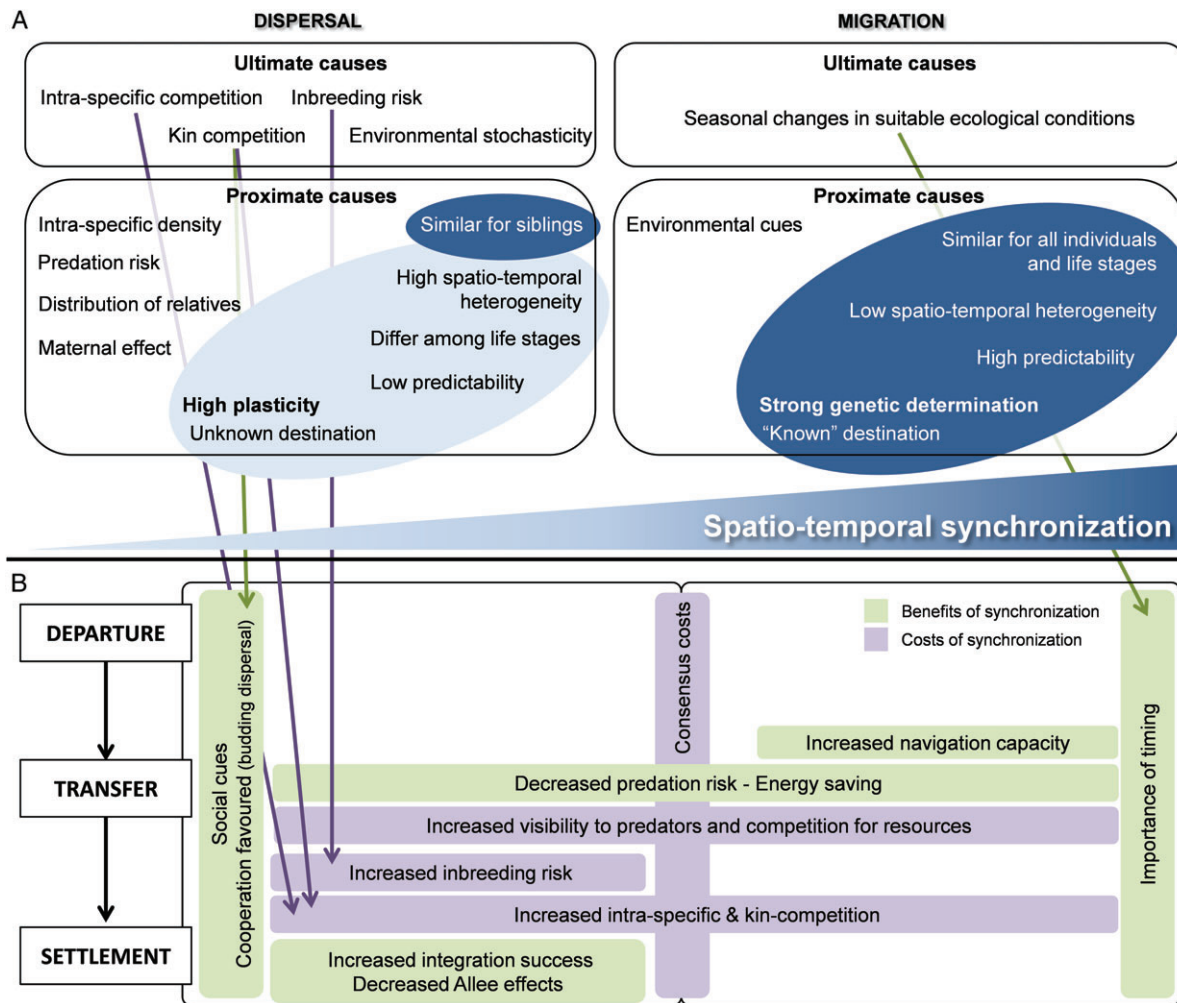 A
DISPERSAL
Ultimate causes
Intra-specific competition
Inbreeding risk
Kin competition
Environmental stochasticity
Proximate causes
Intra-specific density
Predation risk
Distribution of relatives
Maternal effect
Similar for siblings
High spatio-temporal
heterogeneity
Differ among life stages
Low predictability
High plasticity
Unknown destination
MIGRATION
Ultimate causes
Seasonal changes in suitable ecological conditions
Proximate causes
Environmental cues
Similar for all individuals
and life stages
Low spatio-temporal heterogeneity
High predictability
Strong genetic determination
“Known” destination
Spatio-temporal synchronization
B
DEPARTURE
TRANSFER
SETTLEMENT
Social cues
Cooperation favoured (budding dispersal)
Consensus costs
Benefits of synchronization
Costs of synchronization
Importance of timing
Increased navigation capacity
Decreased predation risk - Energy saving
Increased visibility to predators and competition for resources
Increased inbreeding risk
Increased intra-specific & kin-competition
Increased integration success
Decreased Allee effects